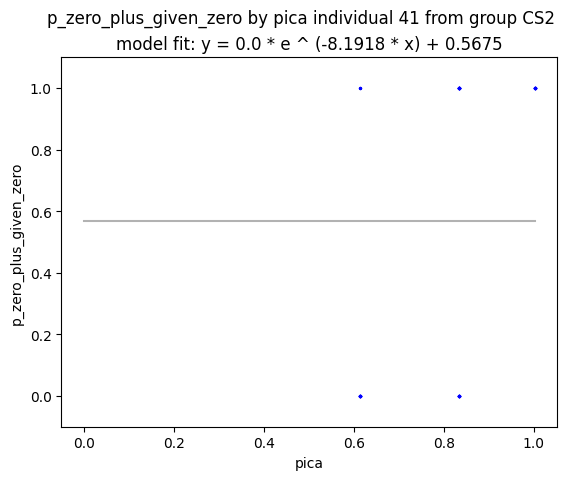 p_zero_plus_given_zero by pica individual 41 from group CS2
model fit: y = 0.0 * e ^ (-8.1918 * x) + 0.5675
1.0
0.8
0.6
0.4
0.2
0.0
p_zero_plus_given_zero
0.0 0.2 0.4 0.6 0.8 1.0
pica